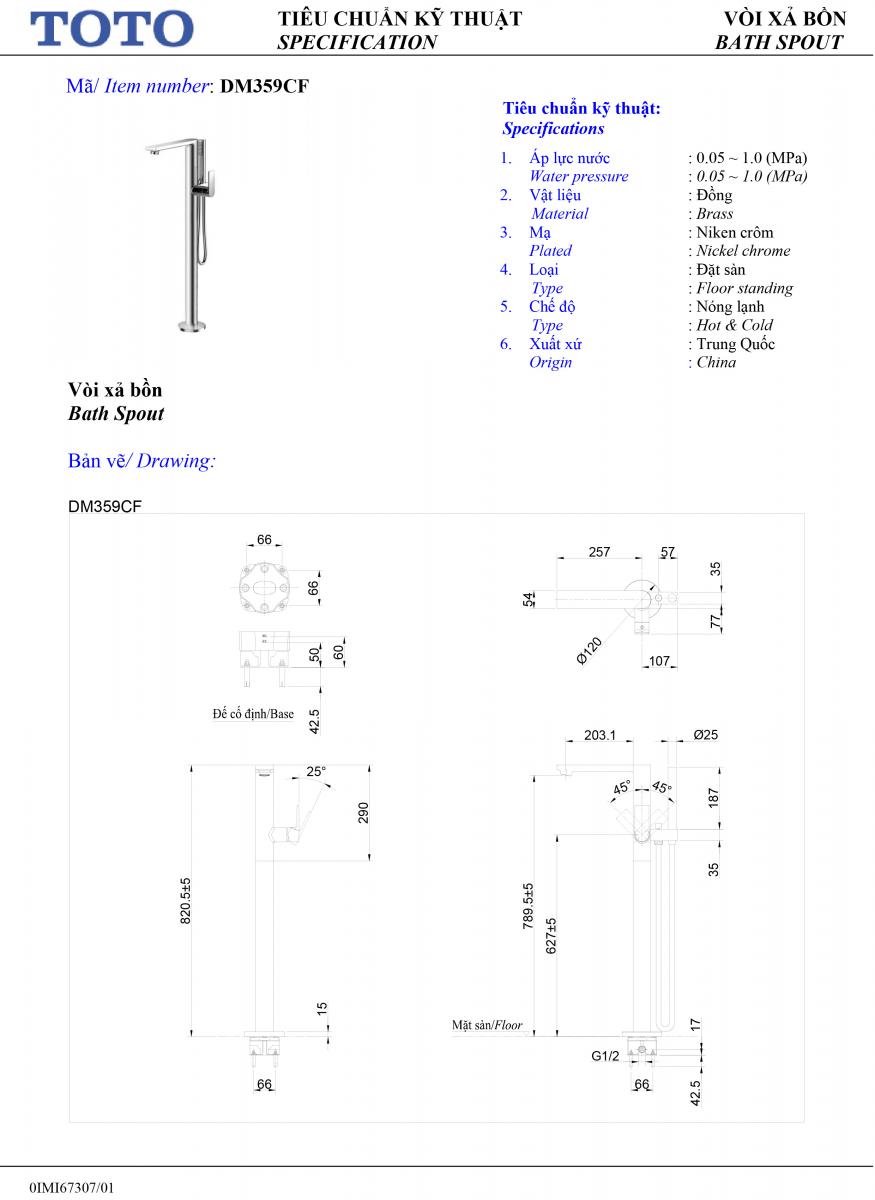 TOTO
TIÊU CHUẨN KỸ THUẬT
SPECIFICATION
VÒI XẢ BỒN
BATH SPOUT
Mã/ Item number: DM359CF
Tiêu chuẩn kỹ thuật:
Specifications
1. Áp lực nước : 0.05 ~ 1.0 (MPa)
Water pressure : 0.05 ~ 1.0 (MPa)
2. Vật liệu : Đồng
Material : Brass
3. Mạ : Niken crôm
Plated : Nickel chrome
4. Loại : Đặt sàn
Type : Floor standing
5. Chế độ : Nóng lạnh
Type : Hot & Cold
6. Xuất xứ : Trung Quốc
Origin : China
Vòi xả bồn
Bath Spout
Bản vẽ/ Drawing:
DM359CF
66
66
50
60
42.5
Đế cố định/Base
257
57
35
54
77
Ø120
107
25°
290
820.5±5
15
66
203.1
Ø25
45°
45°
187
35
789.5±5
627±5
Mặt sàn/Floor
17
G1/2
66
42.5
0IMI67307/01